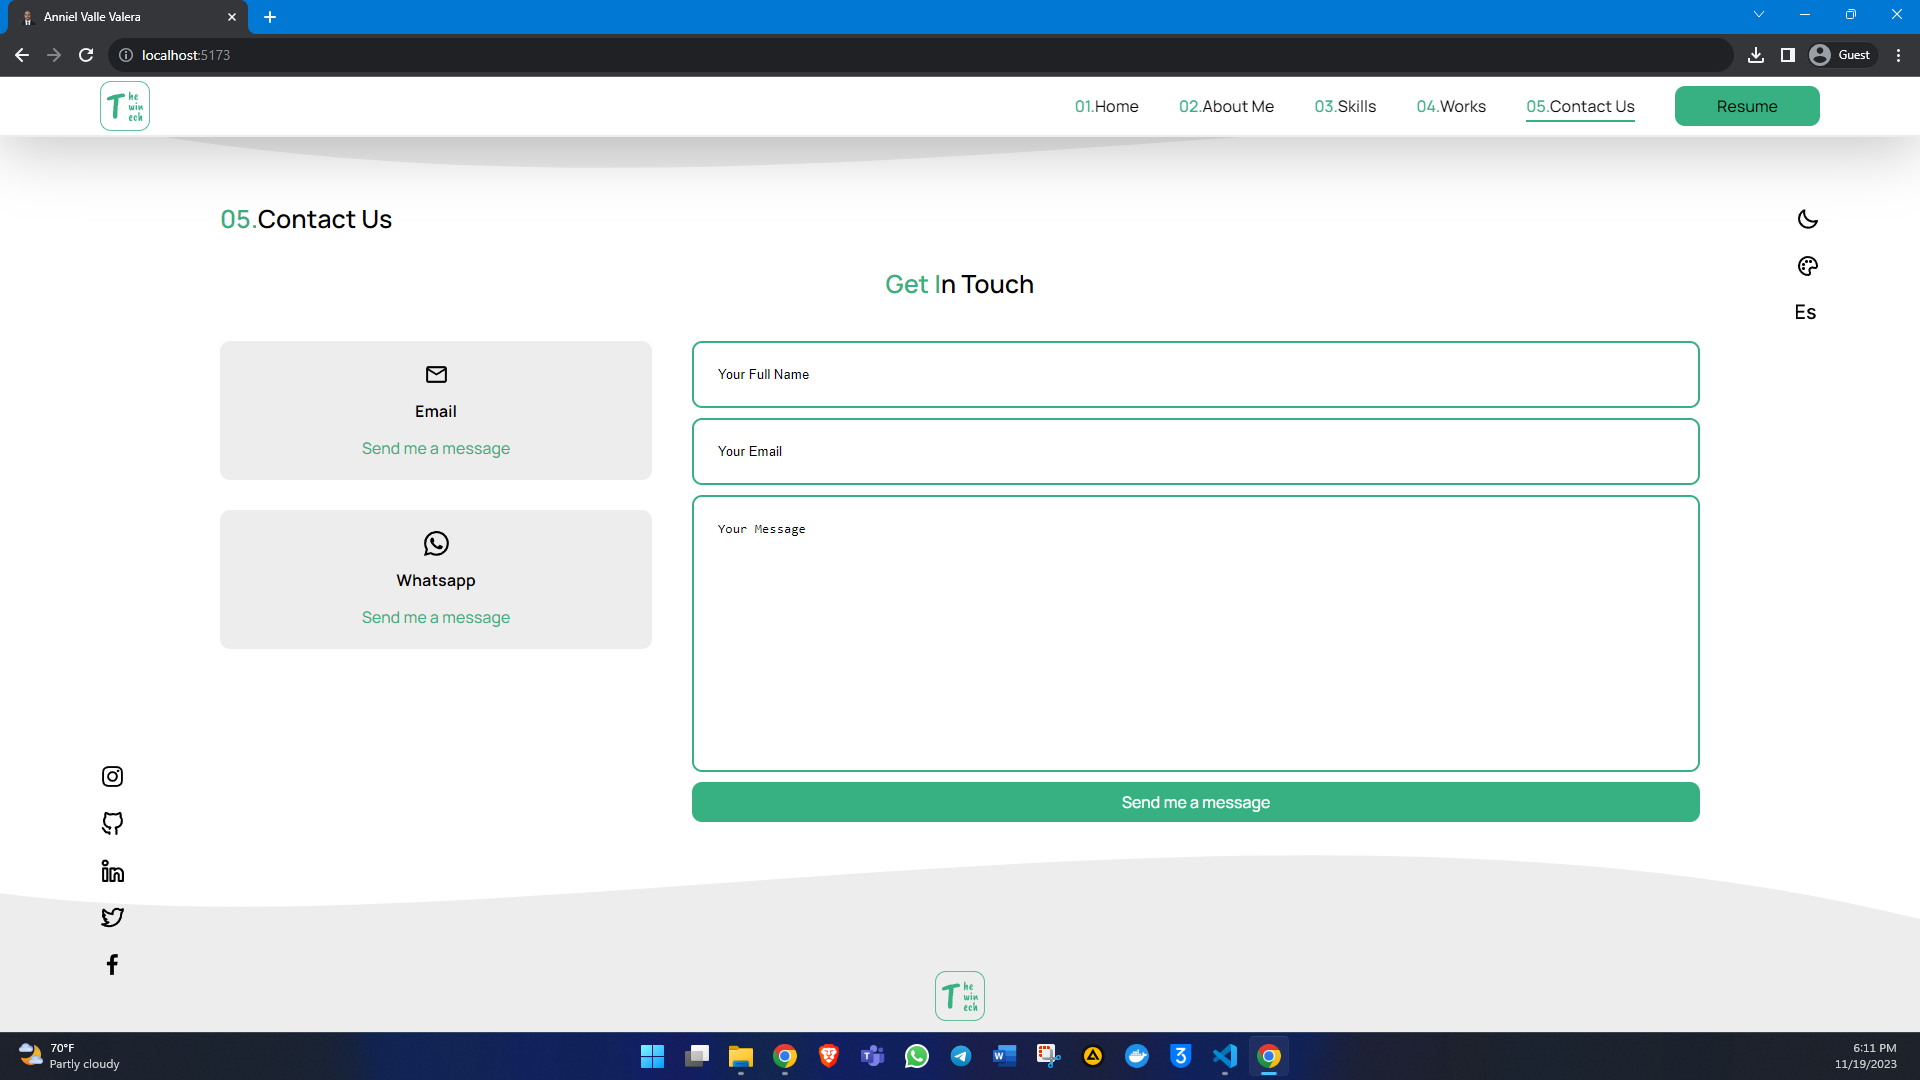 Anniel Valle Valera
localhost:5173
Guest
The
win
ech
01.Home
02.About Me
03.Skills
04.Works
05.Contact Us
Resume
05.Contact Us
Es
Get In Touch
Email
Send me a message
Whatsapp
Send me a message
Your Full Name
Your Email
Your Message
Send me a message
The
win
ech
70°F
Partly cloudy
6:11 PM
11/19/2023